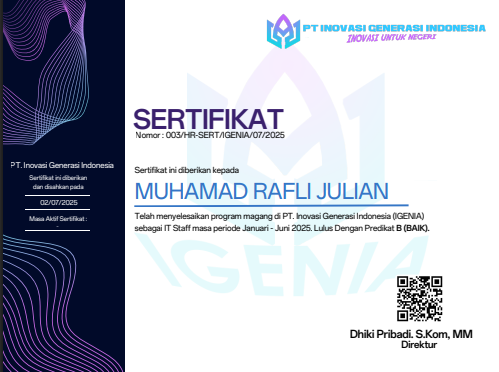 PT INOVASI GENERASI INDONESIA
INOVASI UNTUK NEGERI
SERTIFIKAT
Nomor : 003/HR-SERT/IGENIA/07/2025
PT. Inovasi Generasi Indonesia
Sertifikat ini diberikan
dan disahkan pada
02/07/2025
Masa Aktif Sertifikat :
-
Sertifikat ini diberikan kepada
MUHAMAD RAFLI JULIAN
Telah menyelesaikan program magang di PT. Inovasi Generasi Indonesia (IGENIA)
sebagai IT Staff masa periode Januari - Juni 2025. Lulus Dengan Predikat B (BAIK).
IGENIA
Dhiki Pribadi. S.Kom, MM
Direktur